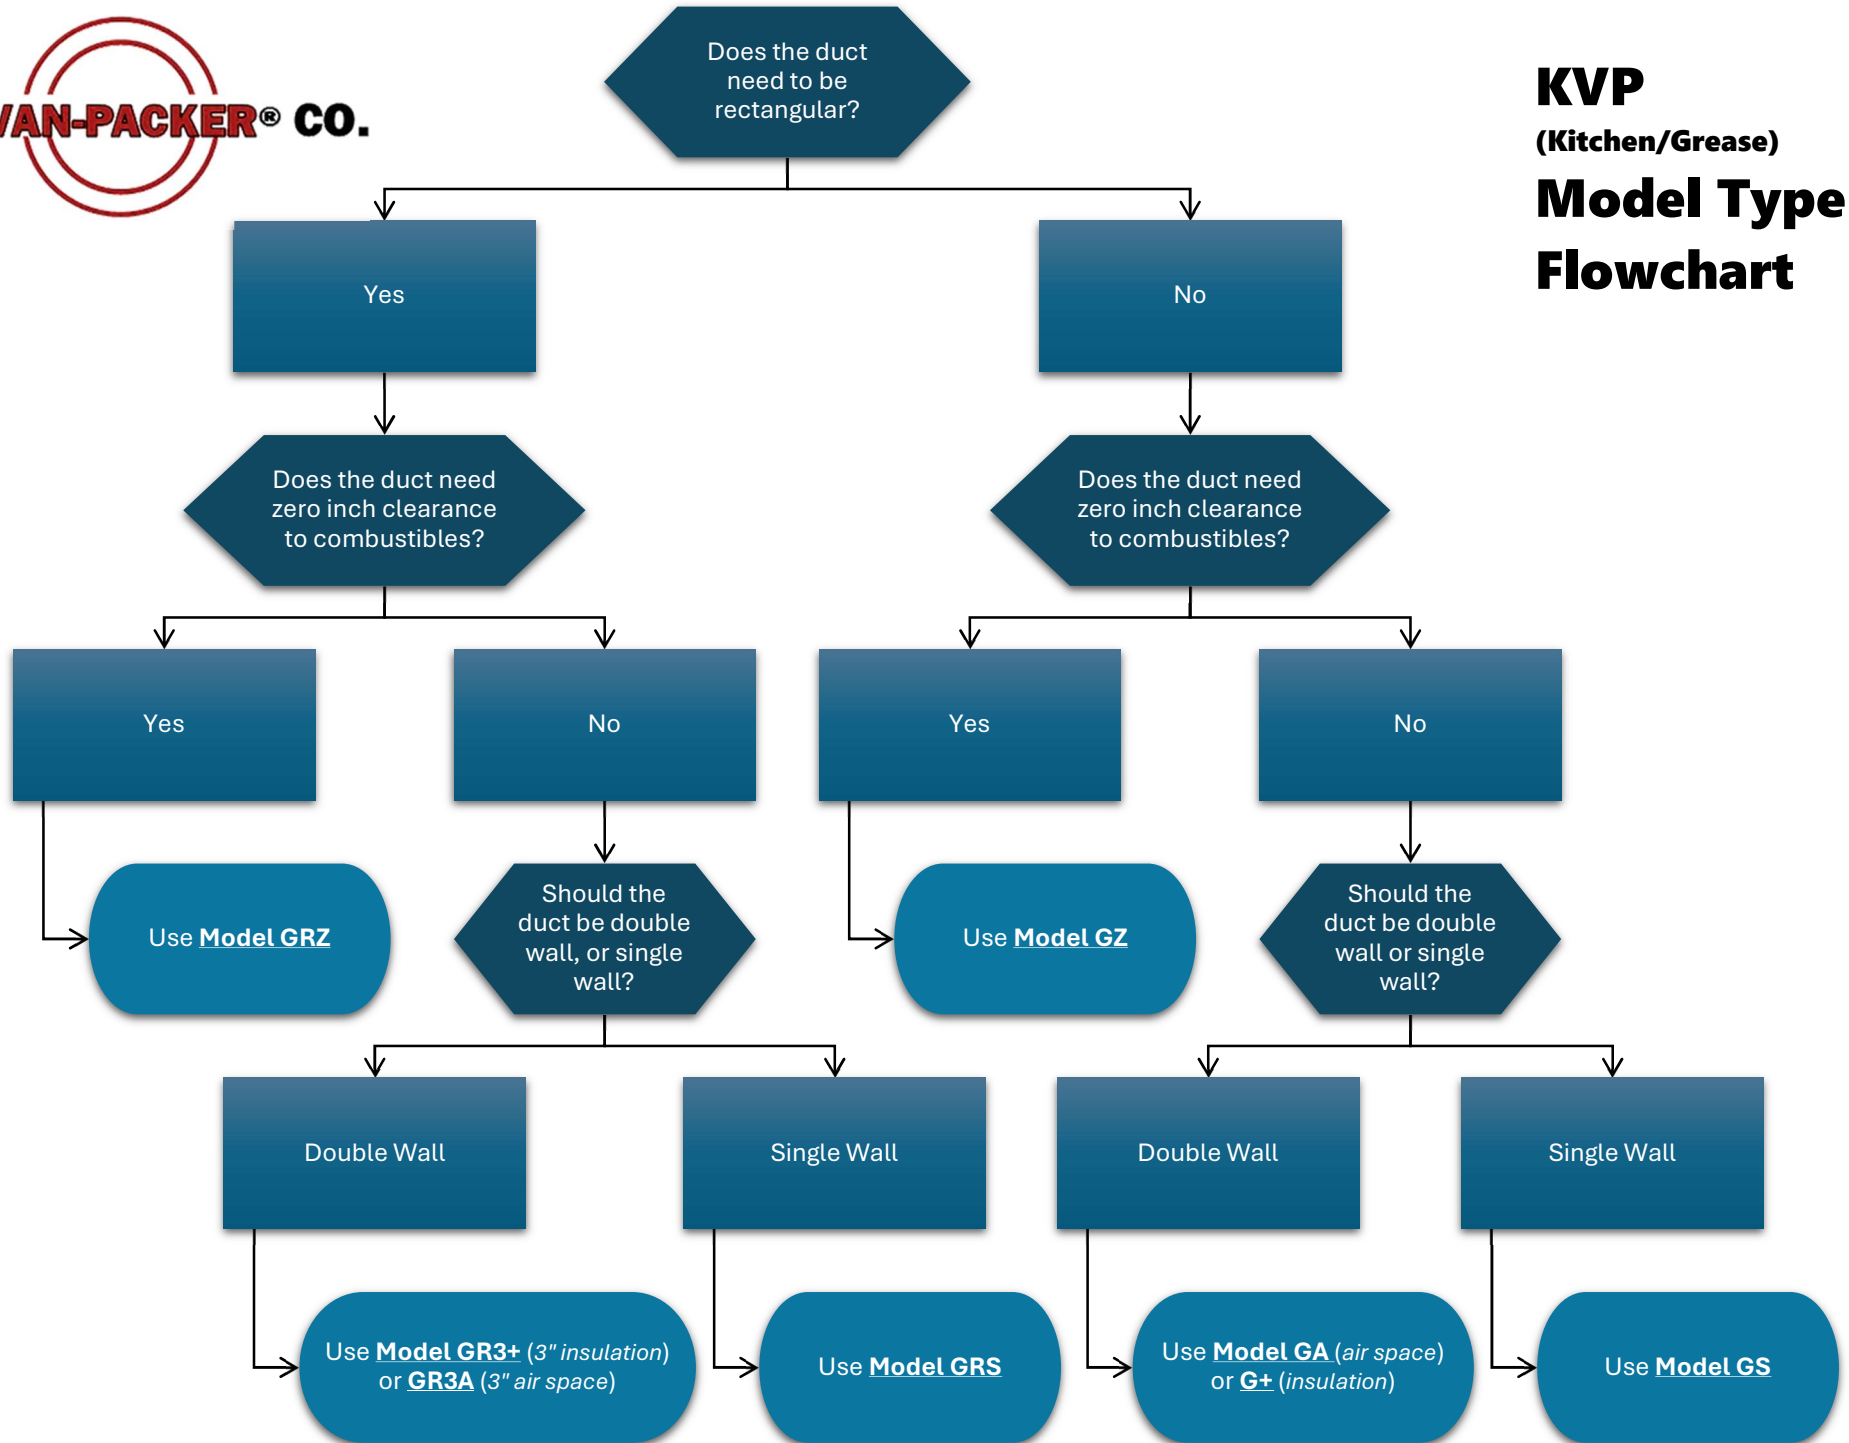 VAN-PACKER® CO.
KVP
(Kitchen/Grease)
Model Type
Flowchart
Does the duct
need to be
rectangular?
Yes
No
Does the duct need
zero inch clearance
to combustibles?
Does the duct need
zero inch clearance
to combustibles?
Yes
No
Yes
No
Use Model GRZ
Should the
duct be double
wall, or single
wall?
Use Model GZ
Should the
duct be double
wall or single
wall?
Double Wall
Single Wall
Double Wall
Single Wall
Use Model GR3+ (3" insulation)
or GR3A (3" air space)
Use Model GRS
Use Model GA (air space)
or G+ (insulation)
Use Model GS